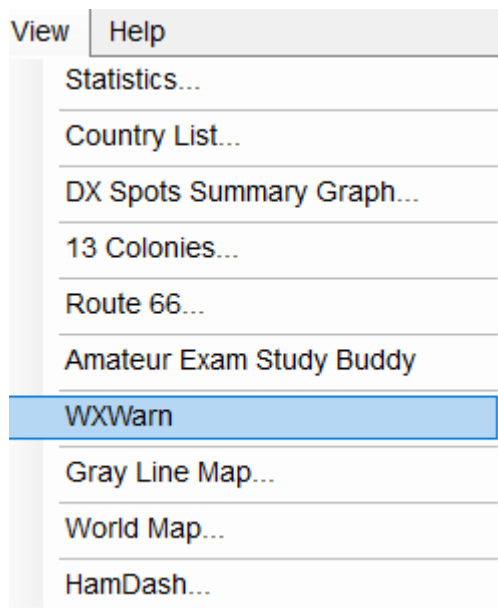 View Help
Statistics...
Country List...
DX Spots Summary Graph...
13 Colonies...
Route 66...
Amateur Exam Study Buddy
WXWarn
Gray Line Map...
World Map...
HamDash...